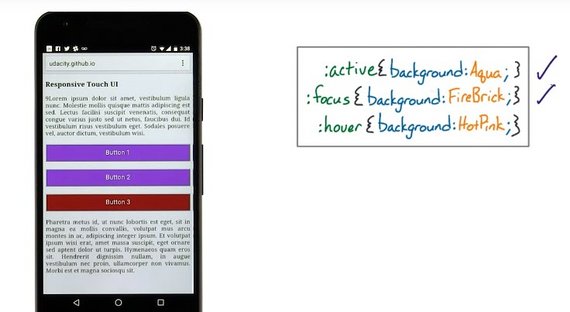 3:38
udacity.github.io
Responsive Touch UI
Lorem ipsum dolor sit amet, vestibulum ligula
nunc. Molestie mollis quisque mattis adipiscing est
sed. Lectus facilisi suscipit venenatis, consequat
congue varius justo sed ut netus, faucibus dui. Id
vestibulum risus vestibulum eget. Sodales posuere
vel, auctor dictum, vestibulum wisi.
Button 1
Button 2
Button 3
Pharetra metus id, at nunc lobortis est eget, sit in
magna ea mollis convallis, volutpat mus arcu
montes in ac, adipiscing integer ipsum. Et volutpat
ipsum wisi erat, amet massa suscipit, eget ornare
sed aptent dolor ut turpis. Hymenaeos quam eros
sit. Hendrerit dignissim nullam, in augue
vestibulum nec proin, ullamcorper non vivamus.
Morbi est et magna sociosqu sit.
:active{background:Aqua;}
:focus{background:FireBrick;}
:hover{background:HotPink;}